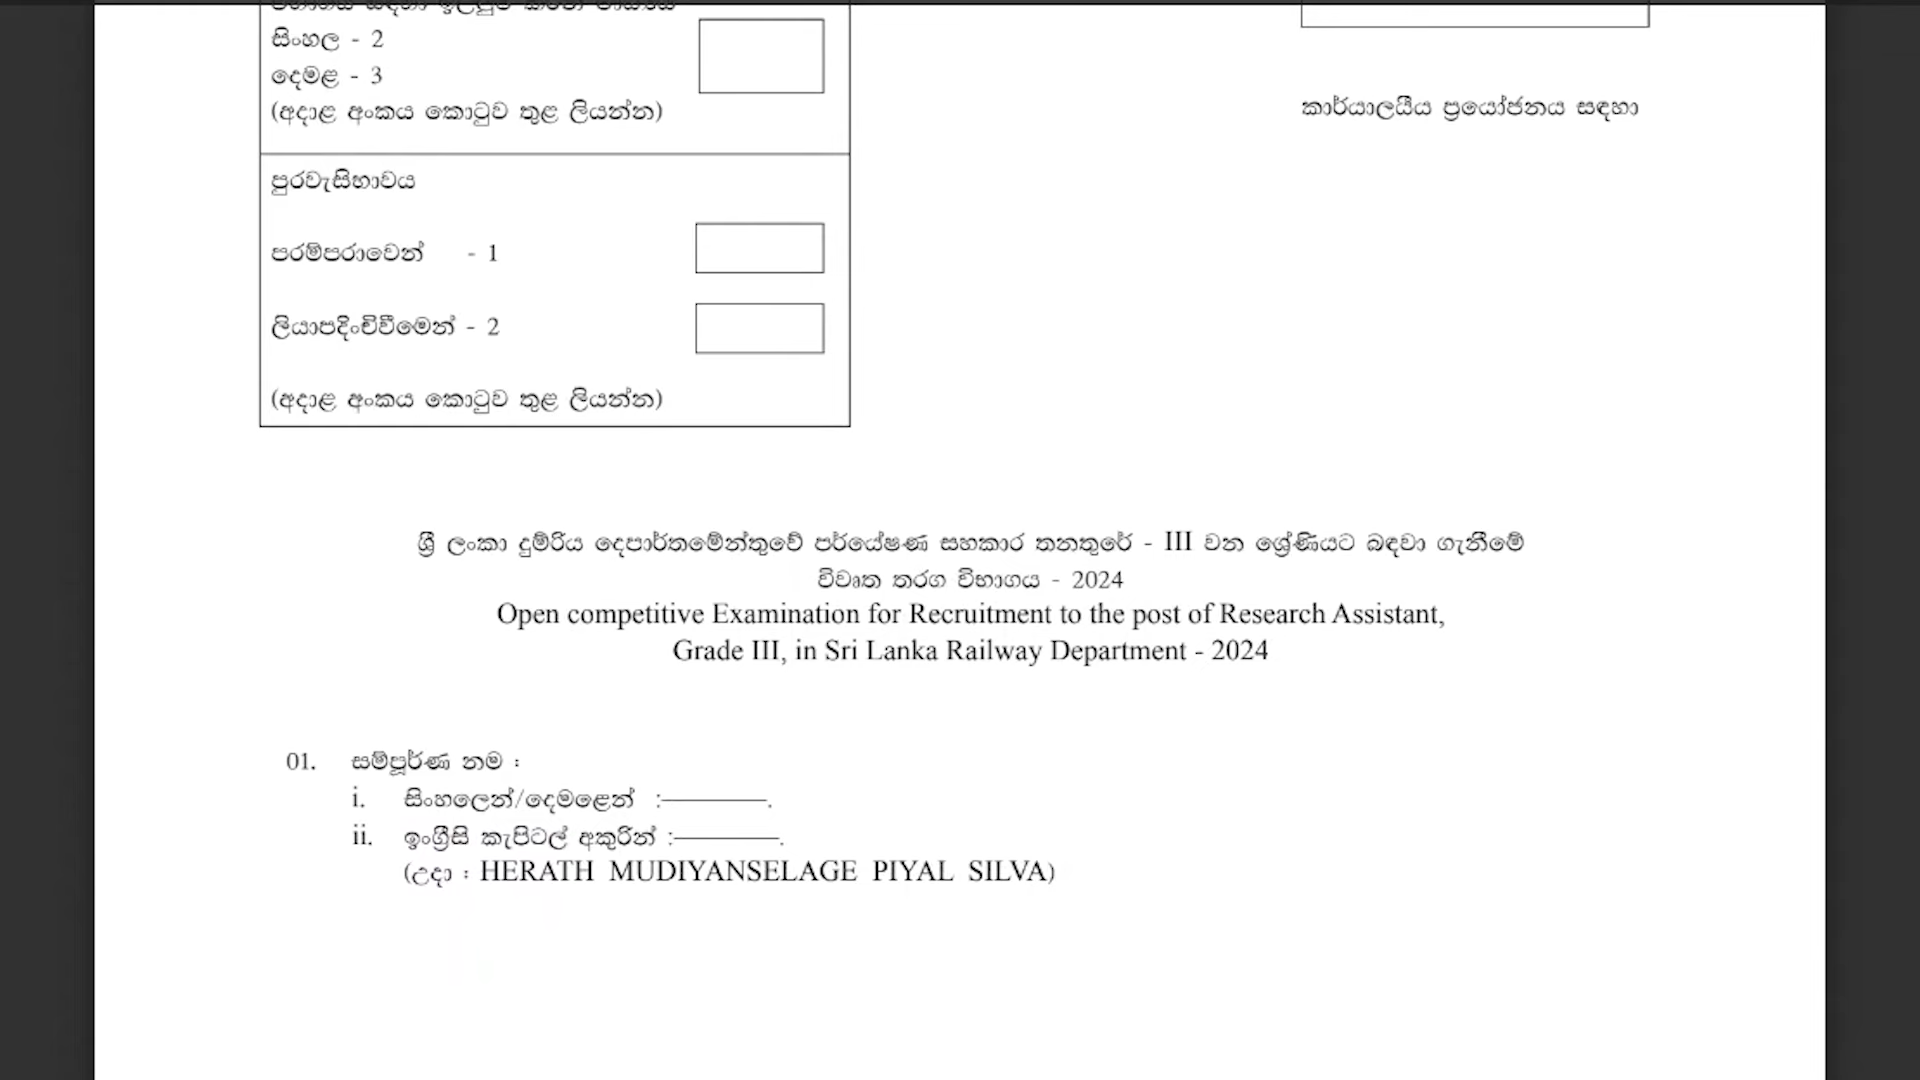 සිංහල - 2
දෙමළ - 3
(අදාළ අංකය කොටුව තුළ ලියන්න)
කාර්යාලයීය ප්‍රයෝජනය සඳහා
පුරවැසිභාවය
පරම්පරාවෙන් - 1
ලියාපදිංචිවීමෙන් - 2
(අදාළ අංකය කොටුව තුළ ලියන්න)
ශ්‍රී ලංකා දුම්රිය දෙපාර්තමේන්තුවේ පර්යේෂණ සහකාර තනතුරේ - III වන ශ්‍රේණියට බඳවා ගැනීමේ
විවෘත තරග විභාගය - 2024
Open competitive Examination for Recruitment to the post of Research Assistant,
Grade III, in Sri Lanka Railway Department - 2024
01. සම්පූර්ණ නම :
i. සිංහලෙන්/දෙමළෙන් :————.
ii. ඉංග්‍රීසි කැපිටල් අකුරින් :————.
(උදා : HERATH MUDIYANSELAGE PIYAL SILVA)